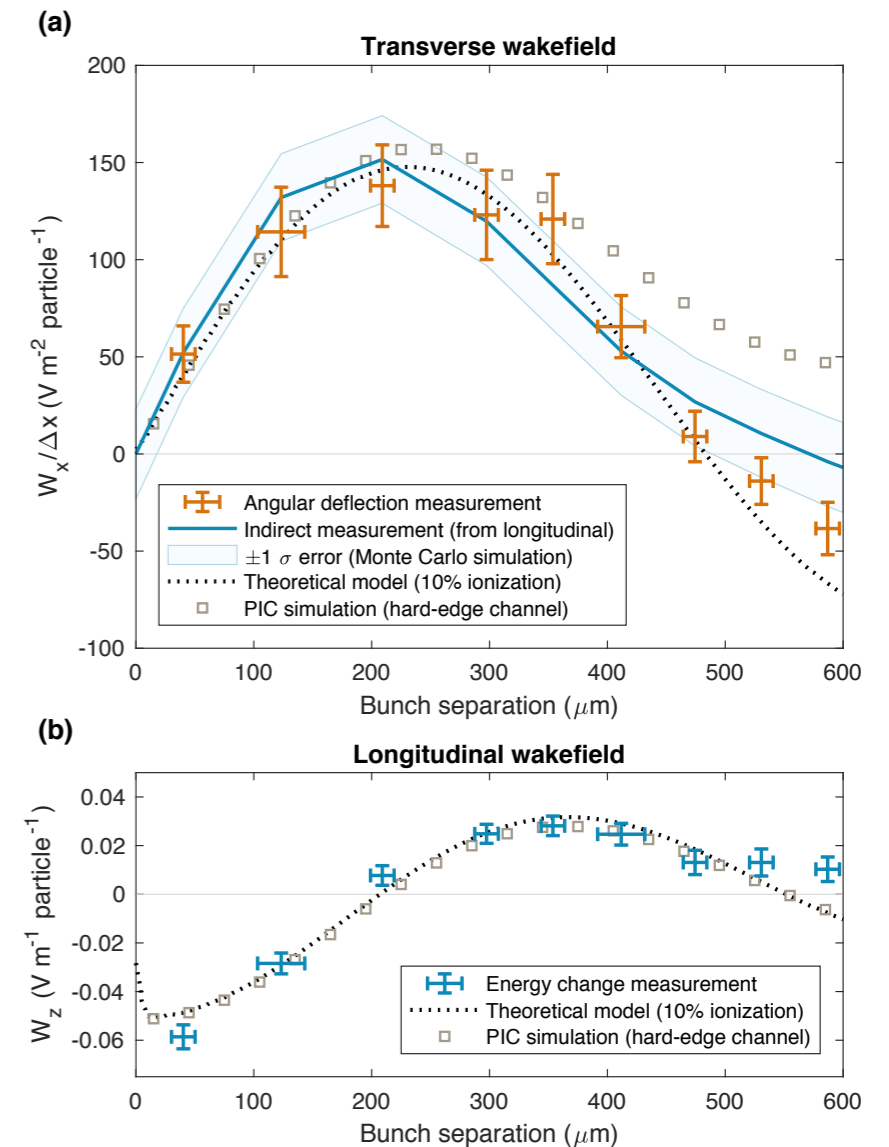 (a)
Transverse wakefield
W_x/Δx (V m^-2 particle^-1)
200
150
100
50
0
-50
-100
Angular deflection measurement
Indirect measurement (from longitudinal)
±1 σ error (Monte Carlo simulation)
Theoretical model (10% ionization)
PIC simulation (hard-edge channel)
0 100 200 300 400 500 600
Bunch separation (μm)
(b)
Longitudinal wakefield
W_z (V m^-1 particle^-1)
0.04
0.02
0
-0.02
-0.04
-0.06
Energy change measurement
Theoretical model (10% ionization)
PIC simulation (hard-edge channel)
0 100 200 300 400 500 600
Bunch separation (μm)